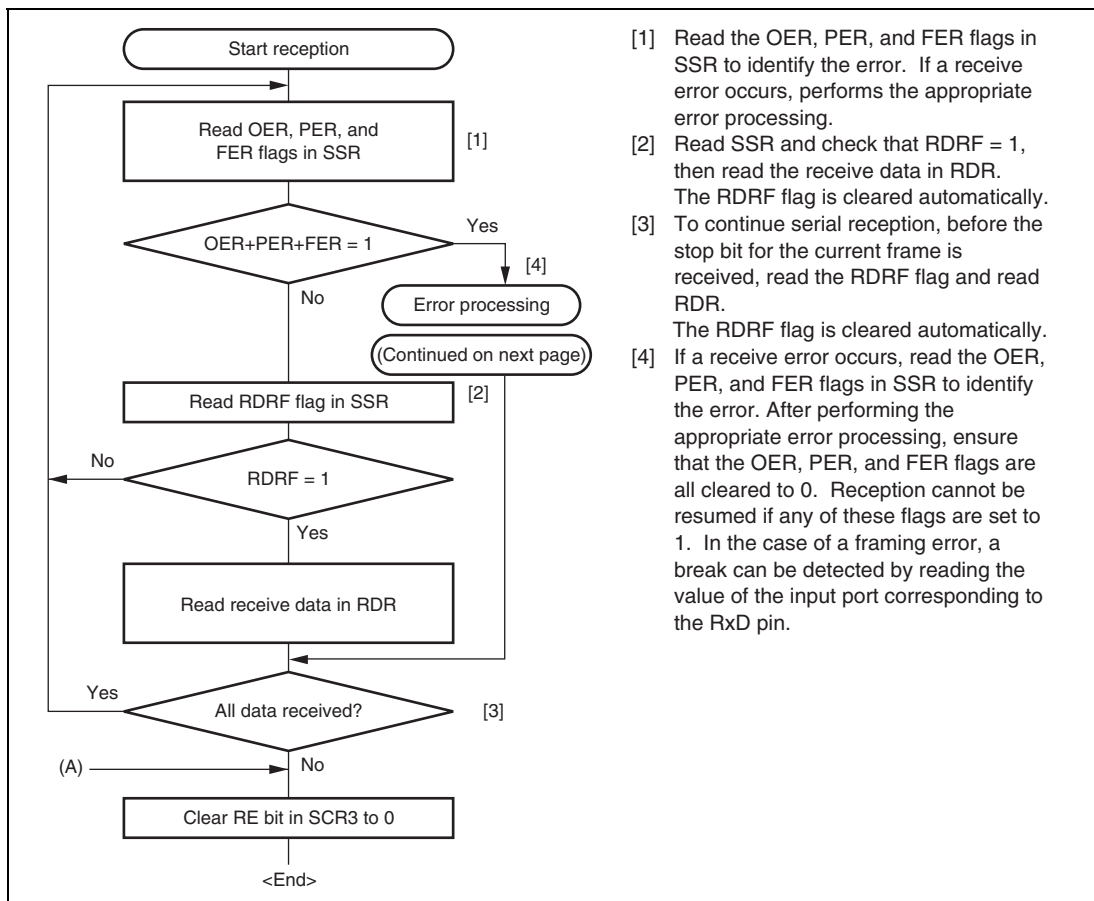 Start reception
Read OER, PER, and
FER flags in SSR
[1]
OER+PER+FER = 1
Yes
[4]
No
Error processing
(Continued on next page)
Read RDRF flag in SSR
[2]
No
RDRF = 1
Yes
Read receive data in RDR
Yes
All data received?
[3]
(A)
No
Clear RE bit in SCR3 to 0
<End>
[1] Read the OER, PER, and FER flags in
SSR to identify the error. If a receive
error occurs, performs the appropriate
error processing.
[2] Read SSR and check that RDRF = 1,
then read the receive data in RDR.
The RDRF flag is cleared automatically.
[3] To continue serial reception, before the
stop bit for the current frame is
received, read the RDRF flag and read
RDR.
The RDRF flag is cleared automatically.
[4] If a receive error occurs, read the OER,
PER, and FER flags in SSR to identify
the error. After performing the
appropriate error processing, ensure
that the OER, PER, and FER flags are
all cleared to 0. Reception cannot be
resumed if any of these flags are set to
1. In the case of a framing error, a
break can be detected by reading the
value of the input port corresponding to
the RxD pin.